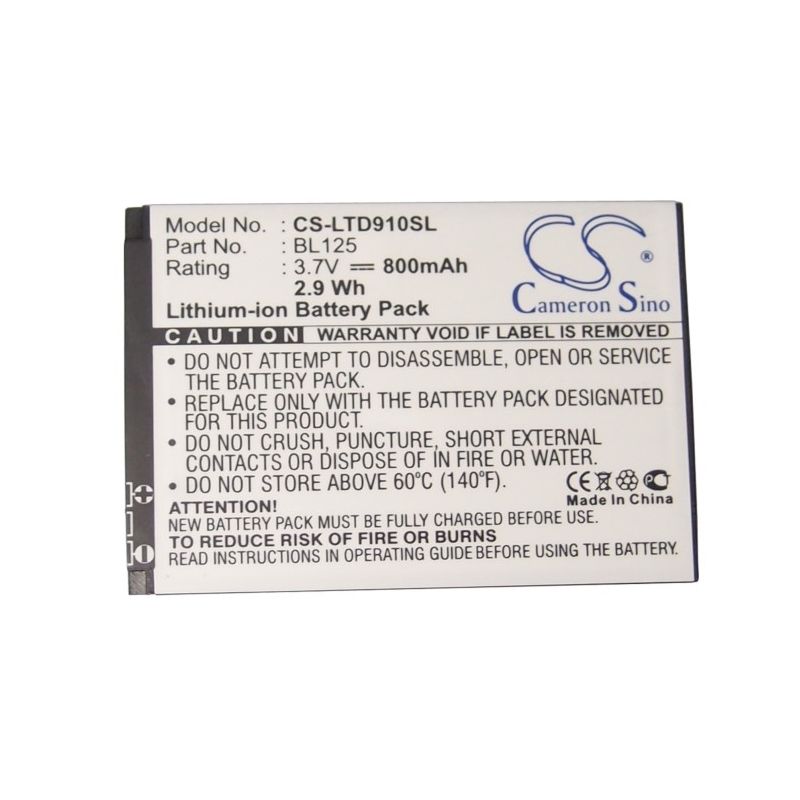 Model No. : CS-LTD910SL
Part No. : BL125
Rating : 3.7V ⎓ 800mAh
2.9 Wh
Lithium-ion Battery Pack
CS ®
Cameron Sino
CAUTION WARRANTY VOID IF LABEL IS REMOVED
• DO NOT ATTEMPT TO DISASSEMBLE, OPEN OR SERVICE
THE BATTERY PACK.
• REPLACE ONLY WITH THE BATTERY PACK DESIGNATED
FOR THIS PRODUCT.
• DO NOT CRUSH, PUNCTURE, SHORT EXTERNAL
CONTACTS OR DISPOSE OF IN FIRE OR WATER.
• DO NOT STORE ABOVE 60°C (140°F).
CE
Made In China
ATTENTION!
NEW BATTERY PACK MUST BE FULLY CHARGED BEFORE USE
TO REDUCE RISK OF FIRE OR BURNS
READ INSTRUCTIONS IN OPERATING GUIDE BEFORE USING BATTERY